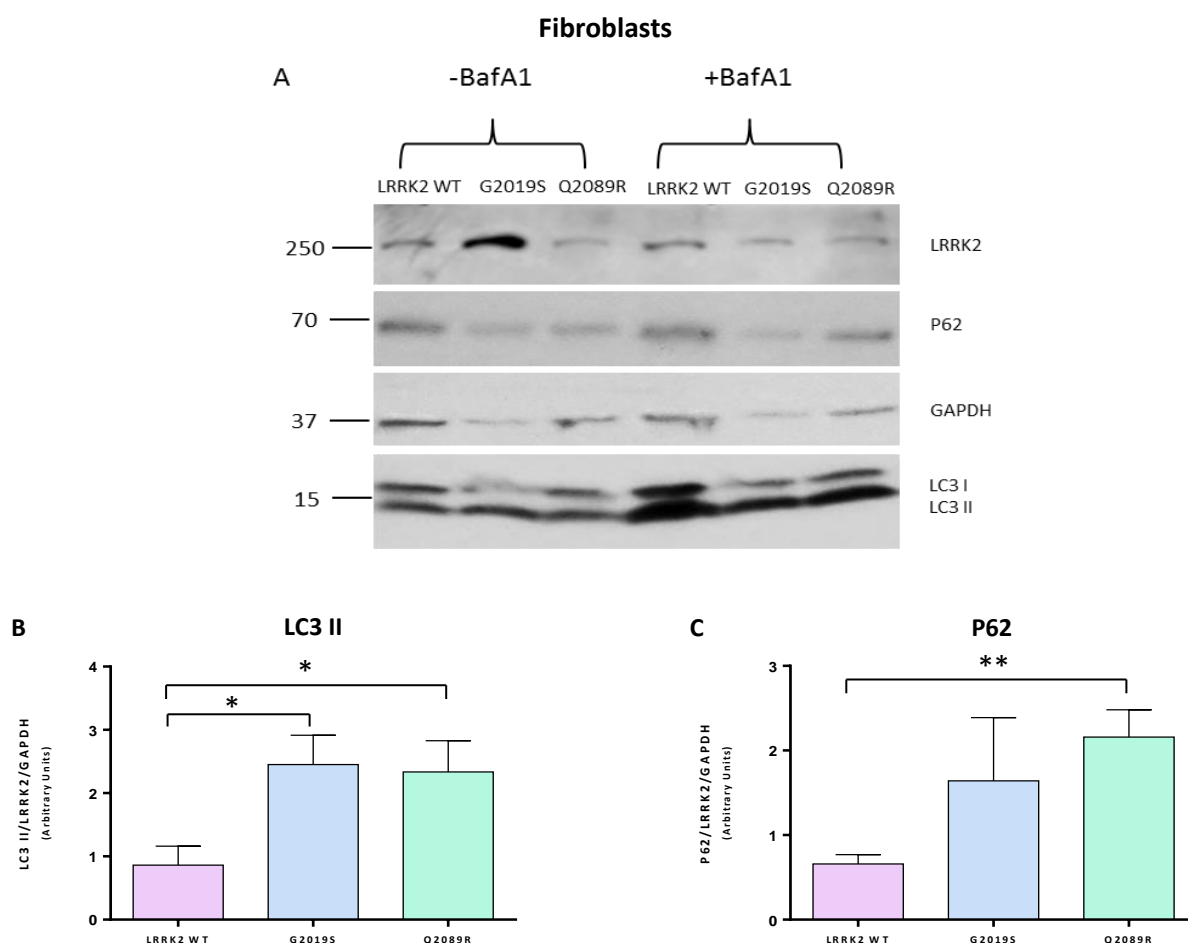 Fibroblasts
A
-BafA1 +BafA1
LRRK2 WT G2019S Q2089R LRRK2 WT G2019S Q2089R
250 LRRK2
70 P62
37 GAPDH
LC3 I
15
LC3 II
B LC3 II
4
3
2
1
0
LC3 II/LRRK2/GAPDH
(Arbitrary Units)
*
*
LRRK2 WT G2019S Q2089R
C P62
3
2
1
0
P62/LRRK2/GAPDH
(Arbitrary Units)
**
LRRK2 WT G2019S Q2089R